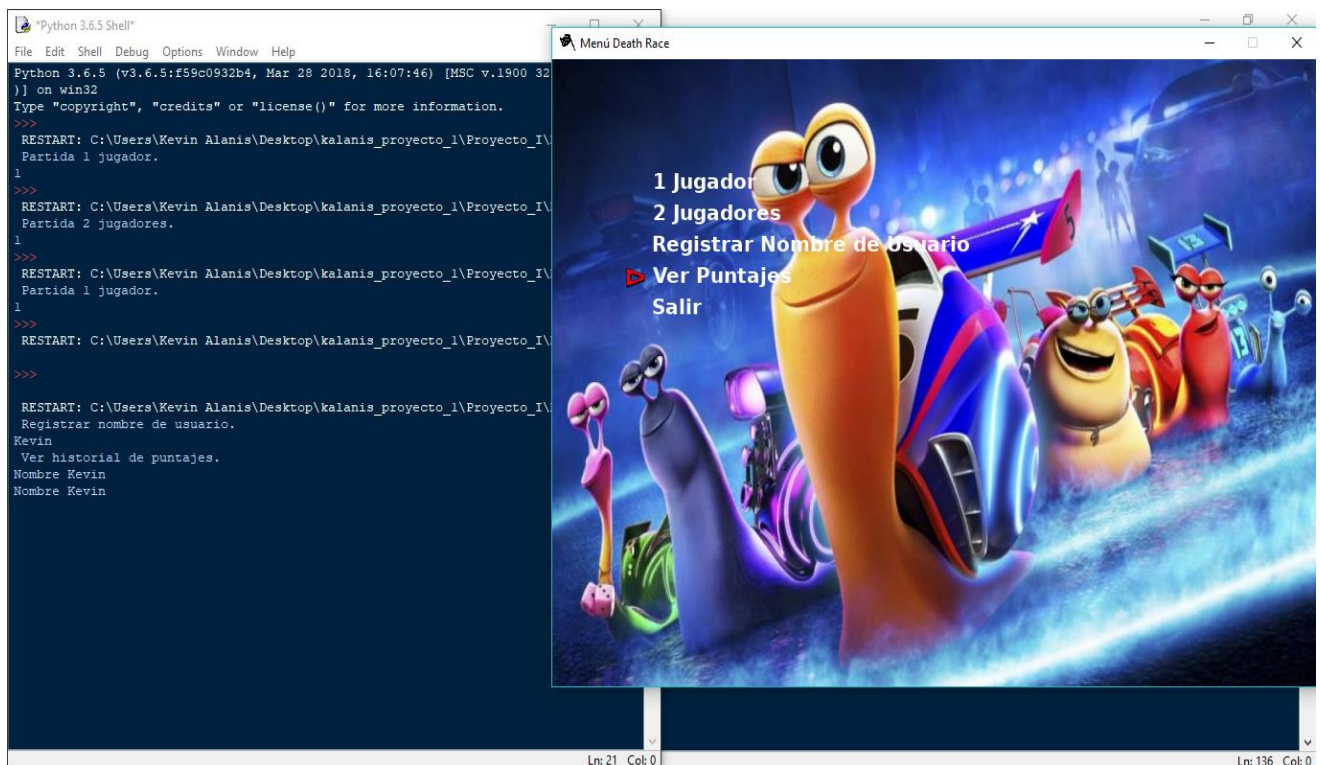 *Python 3.6.5 Shell*
File Edit Shell Debug Options Window Help
Python 3.6.5 (v3.6.5:f59c0932b4, Mar 28 2018, 16:07:46) [MSC v.1900 32
)] on win32
Type "copyright", "credits" or "license()" for more information.
>>>
RESTART: C:\Users\Kevin Alanis\Desktop\kalanis_proyecto_1\Proyecto_I\
Partida 1 jugador.
1
>>>
RESTART: C:\Users\Kevin Alanis\Desktop\kalanis_proyecto_1\Proyecto_I\
Partida 2 jugadores.
1
>>>
RESTART: C:\Users\Kevin Alanis\Desktop\kalanis_proyecto_1\Proyecto_I\
Partida 1 jugador.
1
>>>
RESTART: C:\Users\Kevin Alanis\Desktop\kalanis_proyecto_1\Proyecto_I\
>>>
RESTART: C:\Users\Kevin Alanis\Desktop\kalanis_proyecto_1\Proyecto_I\
Registrar nombre de usuario.
Kevin
Ver historial de puntajes.
Nombre Kevin
Nombre Kevin
Ln: 21 Col: 0
Menú Death Race
1 Jugador
2 Jugadores
Registrar Nombre de Usuario
Ver Puntajes
Salir
5
13
13
Ln: 136 Col: 0